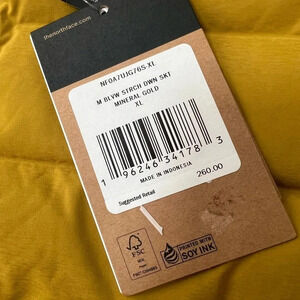 thenorthface.com
NF0A7UJG76S-XL
M BLVW STRCH DWN SKT
MINERAL GOLD
XL
1 96246 34178 3
MADE IN INDONESIA
Suggested Retail
260.00
FSC
MIX
PRINTED WITH
SOY INK